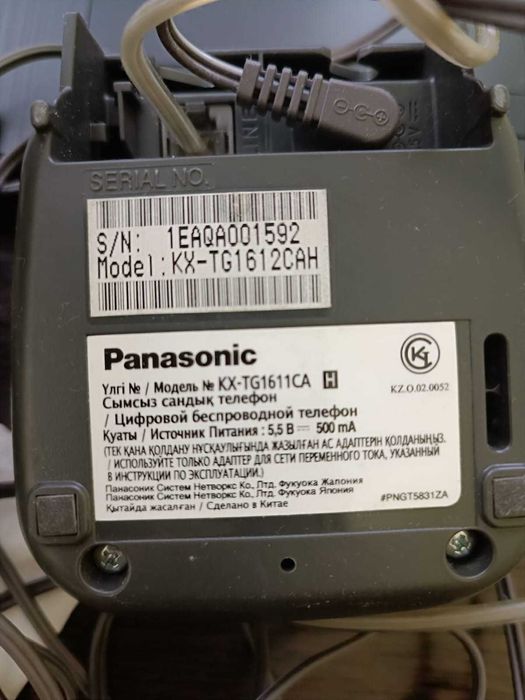 SERIAL NO.
S/N: 1EAQA001592
Model:KX-TG1612CAH
Panasonic
Үлгі № / Модель № KX-TG1611CA H
Сымсыз сандық телефон
/ Цифровой беспроводной телефон
Қуаты / Источник Питания : 5,5 В ⎓ 500 mA
(ТЕК ҚАНА ҚОЛДАНУ НҰСҚАУЛЫҒЫНДА ЖАЗЫЛҒАН АС АДАПТЕРІН ҚОЛДАНЫҢЫЗ.
/ ИСПОЛЬЗУЙТЕ ТОЛЬКО АДАПТЕР ДЛЯ СЕТИ ПЕРЕМЕННОГО ТОКА, УКАЗАННЫЙ
В ИНСТРУКЦИИ ПО ЭКСПЛУАТАЦИИ.)
Панасоник Систем Нетворкс Ко., Лтд. Фукуока Жапония
Панасоник Систем Нетворкс Ко., Лтд. Фукуока Япония
Қытайда жасалған / Сделано в Китае
KZ.O.02.0052
#PNGT5831ZA